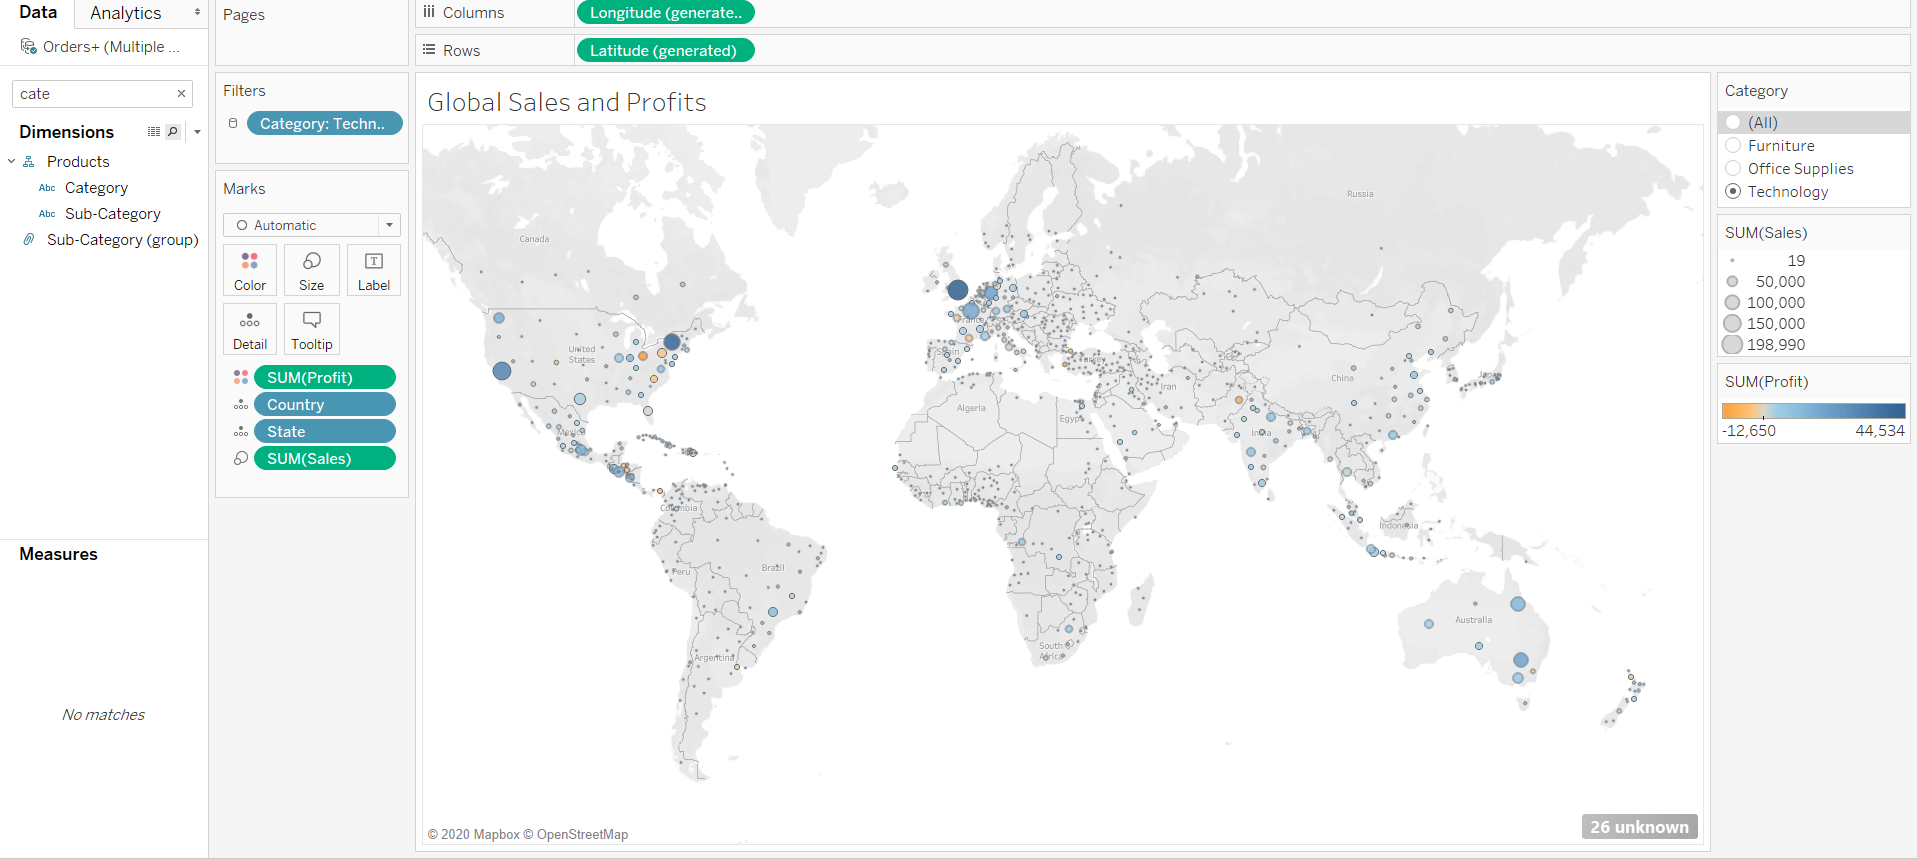 Data
Analytics
Orders+ (Multiple ...
cate
Dimensions
Products
Abc Category
Abc Sub-Category
Sub-Category (group)
Measures
No matches
Pages
Filters
Category: Techn..
Marks
Automatic
Color
Size
Label
Detail
Tooltip
SUM(Profit)
Country
State
SUM(Sales)
Columns
Longitude (generate..
Rows
Latitude (generated)
Global Sales and Profits
Russia
Canada
United
States
France
Spain
Turkey
China
Japan
Iran
Algeria
Egypt
India
Mexico
Colombia
Indonesia
Peru
Brazil
Australia
South
Africa
Argentina
© 2020 Mapbox © OpenStreetMap
26 unknown
Category
(All)
Furniture
Office Supplies
Technology
SUM(Sales)
19
50,000
100,000
150,000
198,990
SUM(Profit)
-12,650
44,534